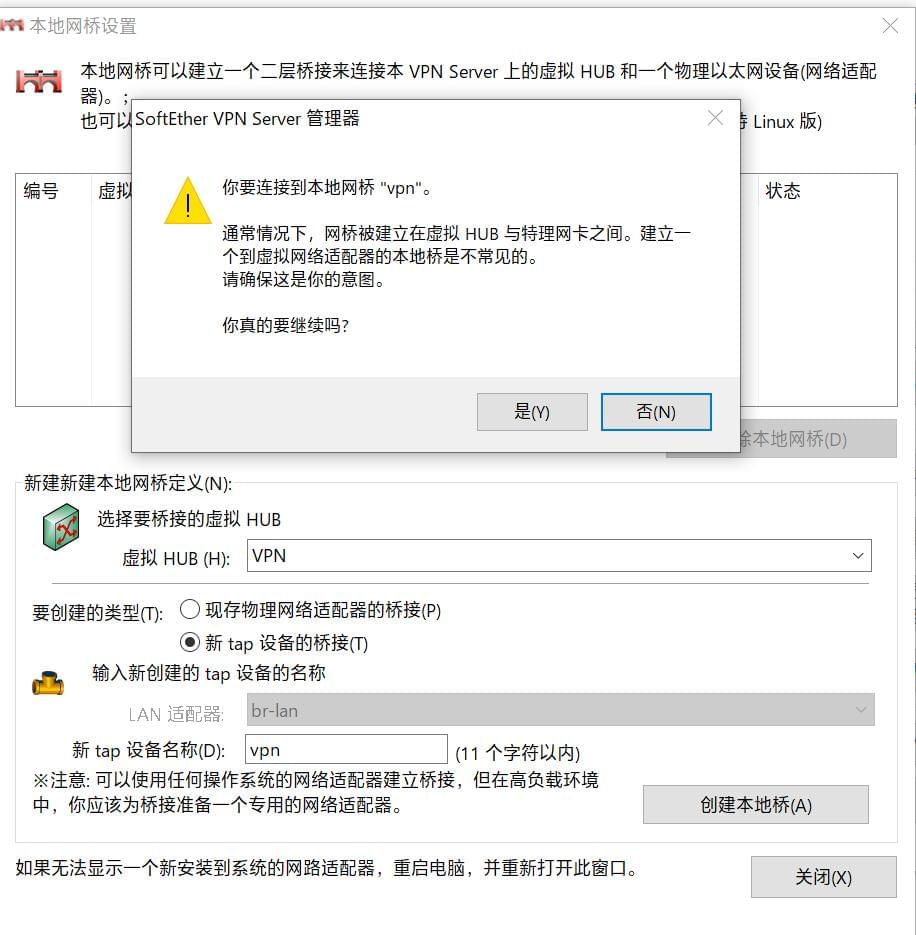 本地网桥设置
本地网桥可以建立一个二层桥接来连接本 VPN Server 上的虚拟 HUB 和一个物理以太网设备(网络适配
器)。;
也可以
Linux 版)
SoftEther VPN Server 管理器
你要连接到本地网桥 "vpn"。
通常情况下，网桥被建立在虚拟 HUB 与特理网卡之间。建立一
个到虚拟网络适配器的本地桥是不常见的。
请确保这是你的意图。
你真的要继续吗?
是(Y)
否(N)
编号
虚拟
状态
除本地网桥(D)
新建新建本地网桥定义(N):
选择要桥接的虚拟 HUB
虚拟 HUB (H):
VPN
要创建的类型(T):
现存物理网络适配器的桥接(P)
新 tap 设备的桥接(T)
输入新创建的 tap 设备的名称
LAN 适配器:
br-lan
新 tap 设备名称(D):
vpn
(11 个字符以内)
※注意: 可以使用任何操作系统的网络适配器建立桥接，但在高负载环境
中，你应该为桥接准备一个专用的网络适配器。
创建本地桥(A)
如果无法显示一个新安装到系统的网路适配器，重启电脑，并重新打开此窗口。
关闭(X)